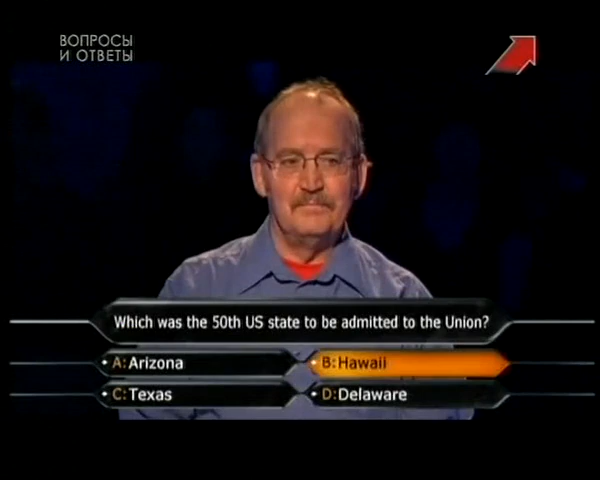 ВОПРОСЫ
И ОТВЕТЫ
Which was the 50th US state to be admitted to the Union?
A: Arizona
B: Hawaii
C: Texas
D: Delaware